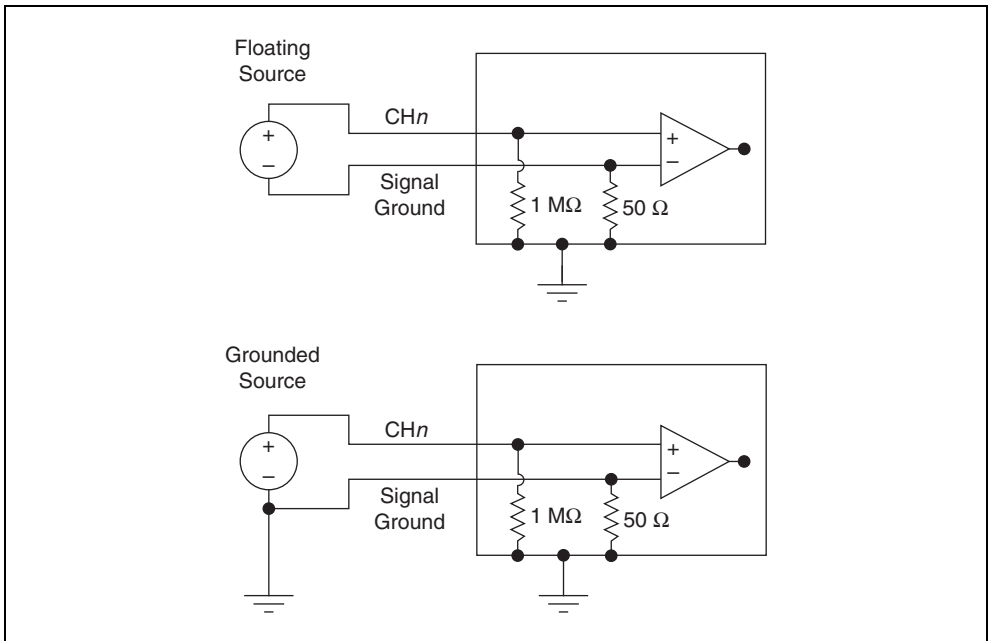 Floating
Source
CHn
+
−
+
−
Signal
Ground
1 MΩ
50 Ω
Grounded
Source
CHn
+
−
+
−
Signal
Ground
1 MΩ
50 Ω